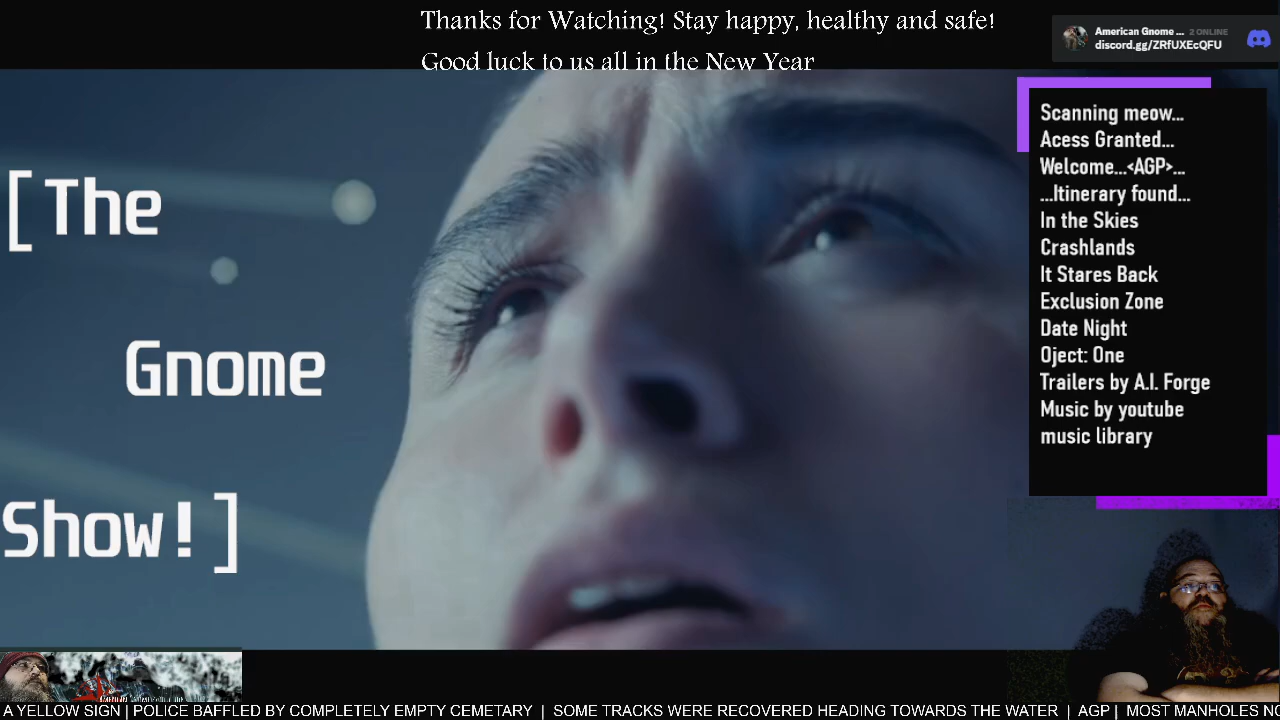 Thanks for Watching! Stay happy, healthy and safe!
Good luck to us all in the New Year
American Gnome ... 2 ONLINE
discord.gg/ZRfUXEcQFU
[The
Gnome
Show!]
Scanning meow...
Acess Granted...
Welcome...<AGP>...
...Itinerary found...
In the Skies
Crashlands
It Stares Back
Exclusion Zone
Date Night
Oject: One
Trailers by A.I. Forge
Music by youtube
music library
A YELLOW SIGN | POLICE BAFFLED BY COMPLETELY EMPTY CEMETARY | SOME TRACKS WERE RECOVERED HEADING TOWARDS THE WATER | AGP | MOST MANHOLES